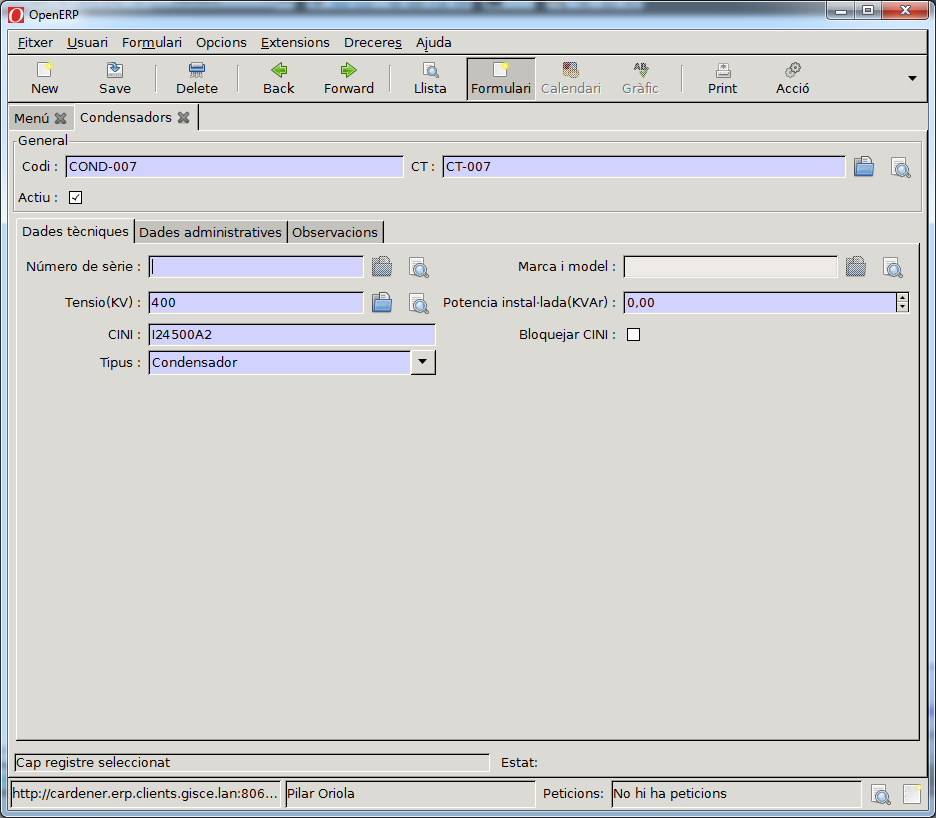 OpenERP
Fitxer Usuari Formulari Opcions Extensions Dreceres Ajuda
New Save Delete Back Forward Llista Formulari Calendari Gràfic Print Acció
Menú Condensadors
General
Codi : COND-007 CT : CT-007
Actiu :
Dades tècniques Dades administratives Observacions
Número de sèrie : Marca i model :
Tensio(KV) : 400 Potencia instal·lada(KVAr) : 0,00
CINI : I24500A2 Bloquejar CINI :
Tipus : Condensador
Cap registre seleccionat Estat:
http://cardener.erp.clients.gisce.lan:806... Pilar Oriola Peticions: No hi ha peticions